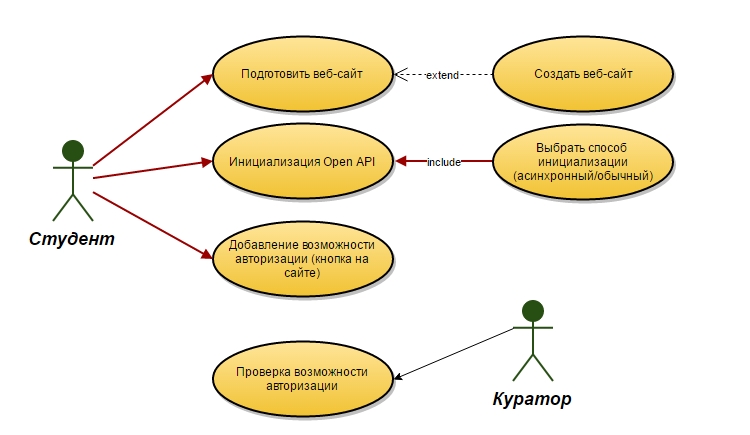 Подготовить веб-сайт
extend
Создать веб-сайт
Инициализация Open API
include
Выбрать способ
инициализации
(асинхронный/обычный)
Студент
Добавление возможности
авторизации (кнопка на
сайте)
Проверка возможности
авторизации
Куратор